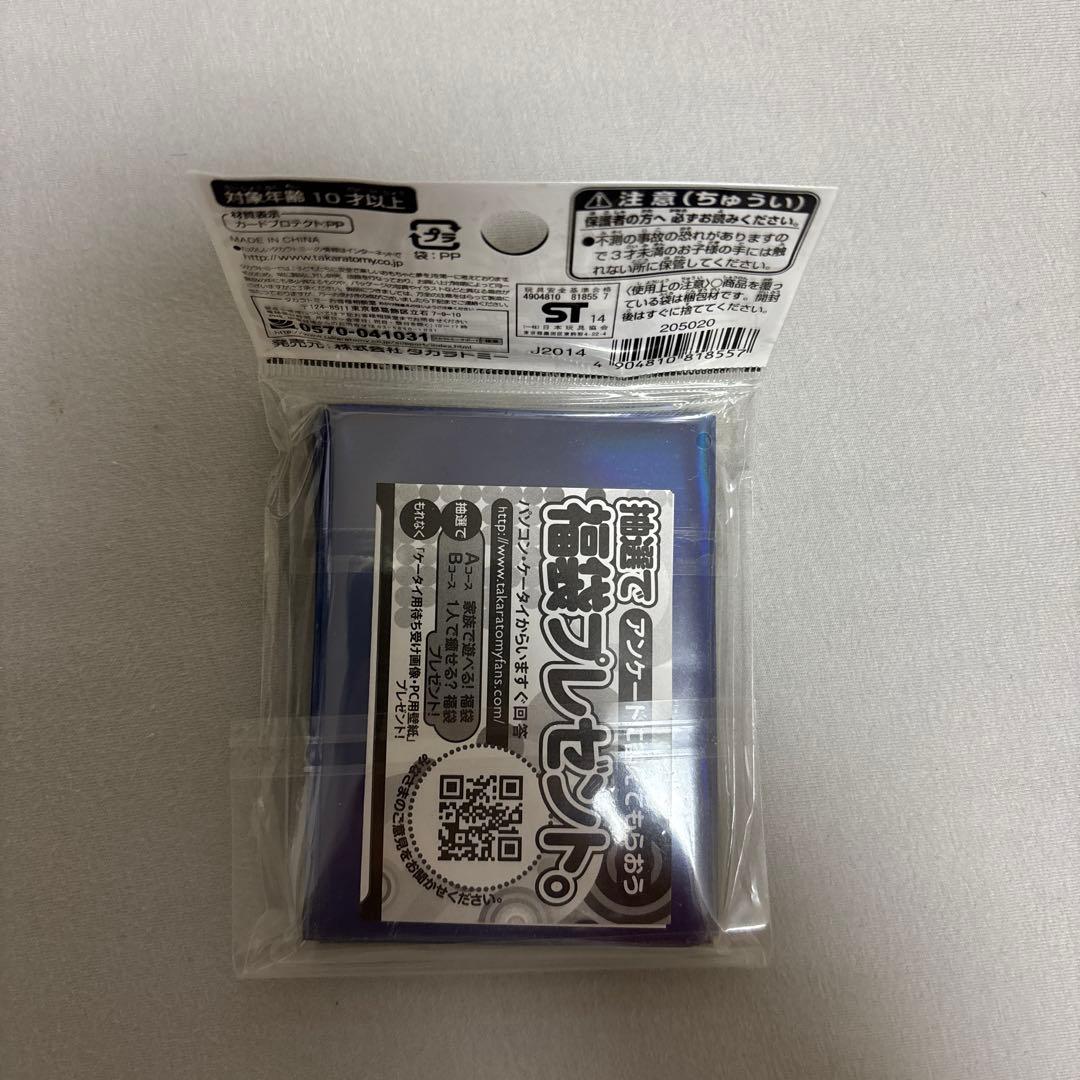 対象年齢 10 才以上
材質表示
カードプロテクト:PP
MADE IN CHINA
http://www.takaratomy.co.jp
プラ
袋:PP
0570-041031
発売元:株式会社 タカラトミー
J2014
玩具安全基準合格
4904810 81855 7
ST 14
(一社)日本玩具協会
注意(ちゅうい)
保護者の方へ 必ずお読みください。
●不測の事故の恐れがありますの
で3才未満のお子様の手には触
れない所に保管してください。
〈使用上の注意〉○商品を覆っ
ている袋は梱包材です。開封
後はすぐに捨ててください。
205020
4 904810 818557
抽選で
アンケート
てもらおう
福袋プレゼント。
パソコン・ケータイからいますぐ回答
http://www.takaratomyfans.com/
抽選で
Aコース 家族で遊べる!福袋
Bコース 1人で癒せる?福袋
プレゼント!
もれなく
「ケータイ用待ち受け画像・PC用壁紙」
プレゼント!
みなさまのご意見をお聞かせください。